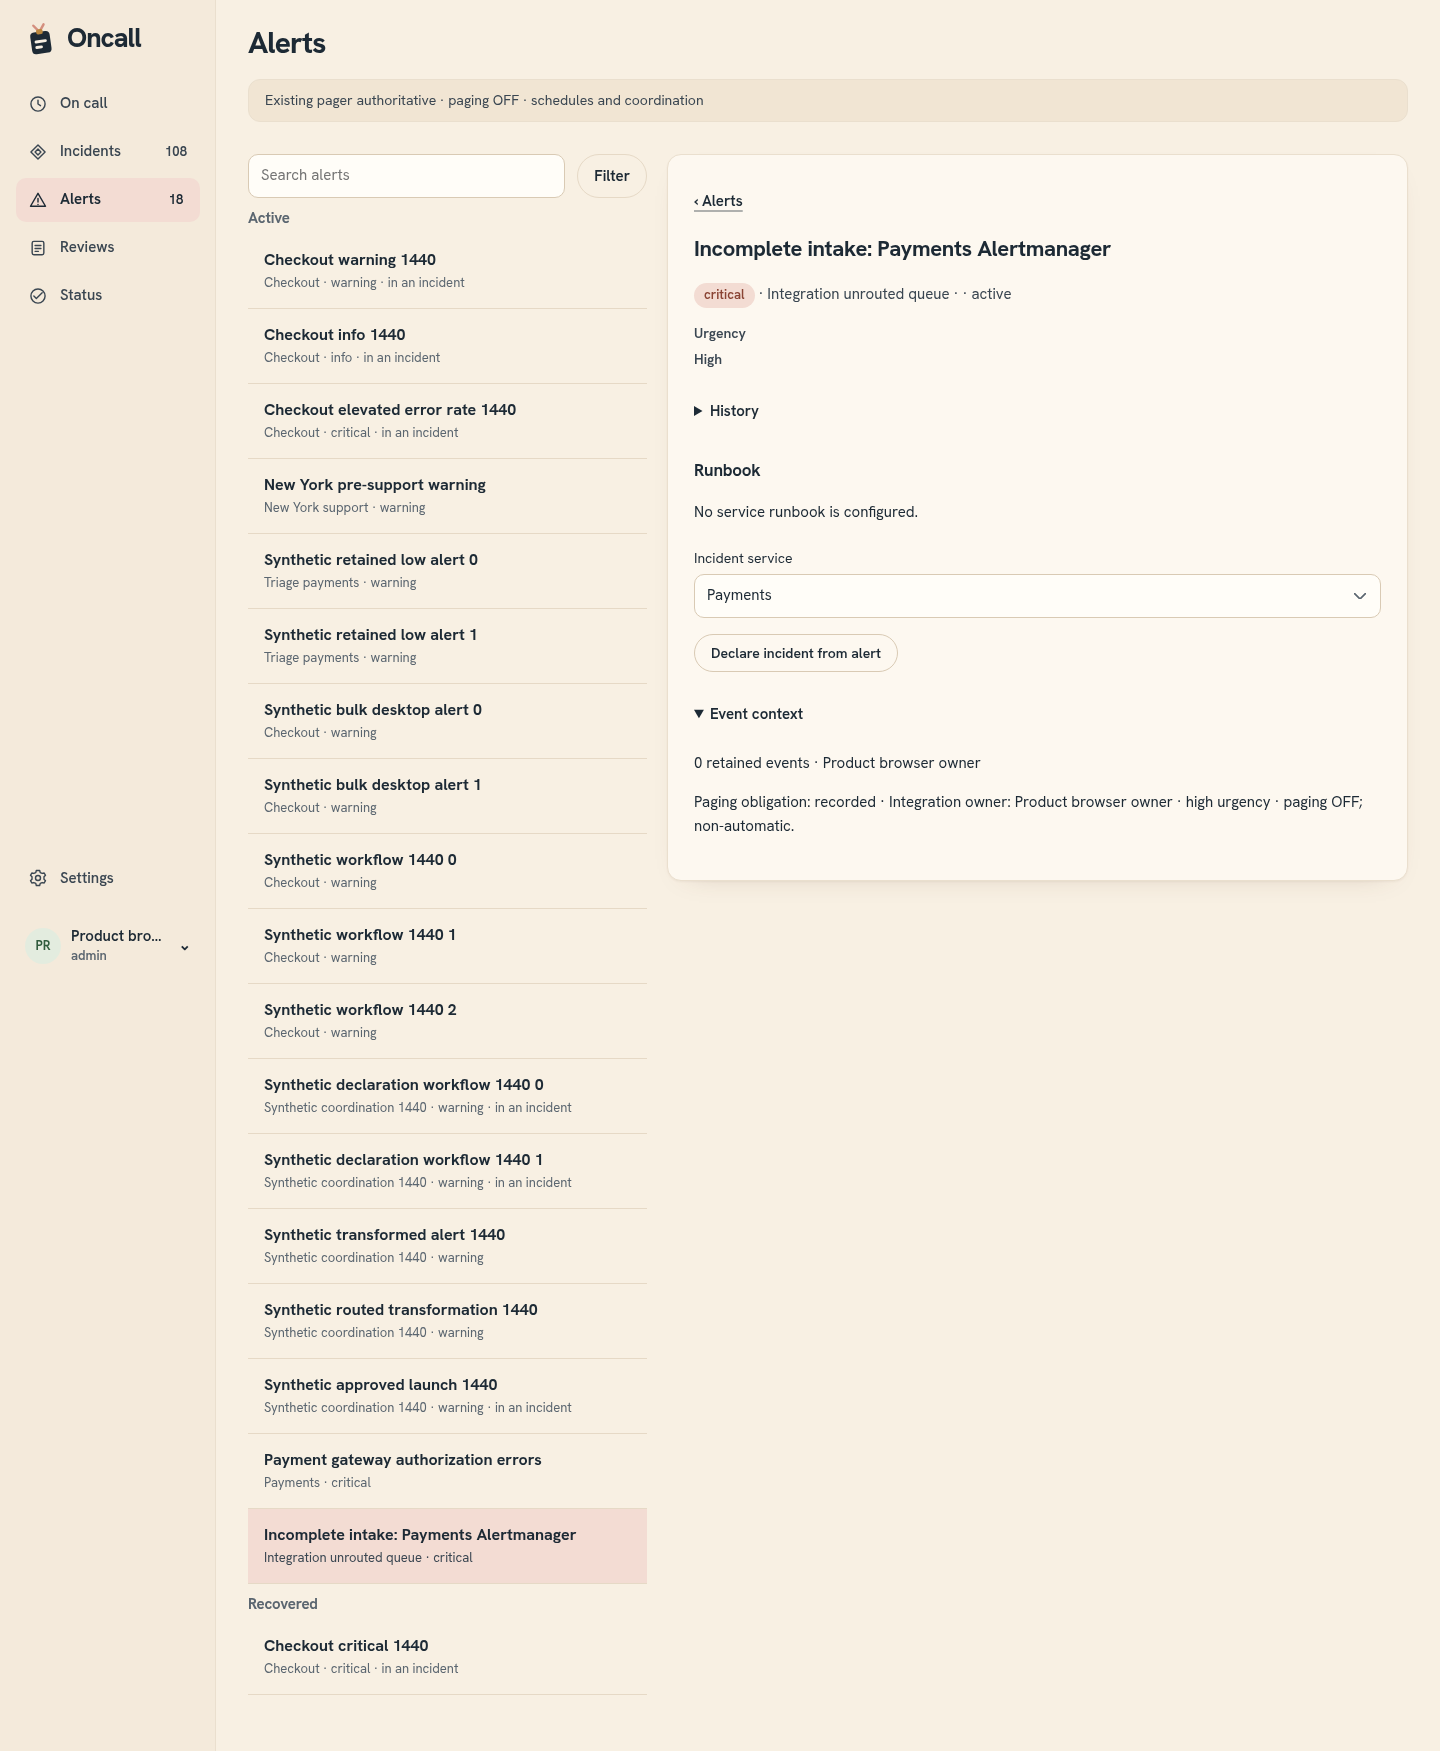 Oncall
On call
Incidents 108
Alerts 18
Reviews
Status
Settings
PR
Product bro...
admin
Alerts
Existing pager authoritative · paging OFF · schedules and coordination
Search alerts
Filter
Active
Checkout warning 1440
Checkout · warning · in an incident
Checkout info 1440
Checkout · info · in an incident
Checkout elevated error rate 1440
Checkout · critical · in an incident
New York pre-support warning
New York support · warning
Synthetic retained low alert 0
Triage payments · warning
Synthetic retained low alert 1
Triage payments · warning
Synthetic bulk desktop alert 0
Checkout · warning
Synthetic bulk desktop alert 1
Checkout · warning
Synthetic workflow 1440 0
Checkout · warning
Synthetic workflow 1440 1
Checkout · warning
Synthetic workflow 1440 2
Checkout · warning
Synthetic declaration workflow 1440 0
Synthetic coordination 1440 · warning · in an incident
Synthetic declaration workflow 1440 1
Synthetic coordination 1440 · warning · in an incident
Synthetic transformed alert 1440
Synthetic coordination 1440 · warning
Synthetic routed transformation 1440
Synthetic coordination 1440 · warning
Synthetic approved launch 1440
Synthetic coordination 1440 · warning · in an incident
Payment gateway authorization errors
Payments · critical
Incomplete intake: Payments Alertmanager
Integration unrouted queue · critical
Recovered
Checkout critical 1440
Checkout · critical · in an incident
‹ Alerts
Incomplete intake: Payments Alertmanager
critical · Integration unrouted queue · · active
Urgency
High
▶ History
Runbook
No service runbook is configured.
Incident service
Payments
Declare incident from alert
▼ Event context
0 retained events · Product browser owner
Paging obligation: recorded · Integration owner: Product browser owner · high urgency · paging OFF;
non-automatic.